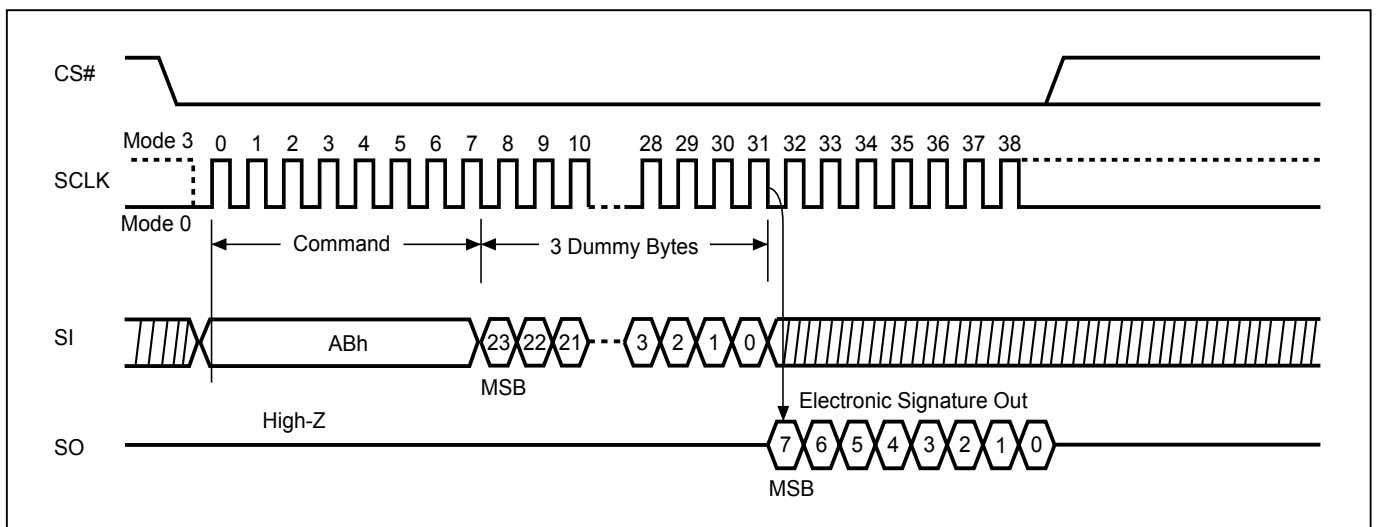 CS#
Mode 3
0 1 2 3 4 5 6 7 8 9 10 28 29 30 31 32 33 34 35 36 37 38
SCLK
Mode 0
Command
3 Dummy Bytes
SI
ABh
23 22 21 3 2 1 0
MSB
Electronic Signature Out
High-Z
SO
7 6 5 4 3 2 1 0
MSB